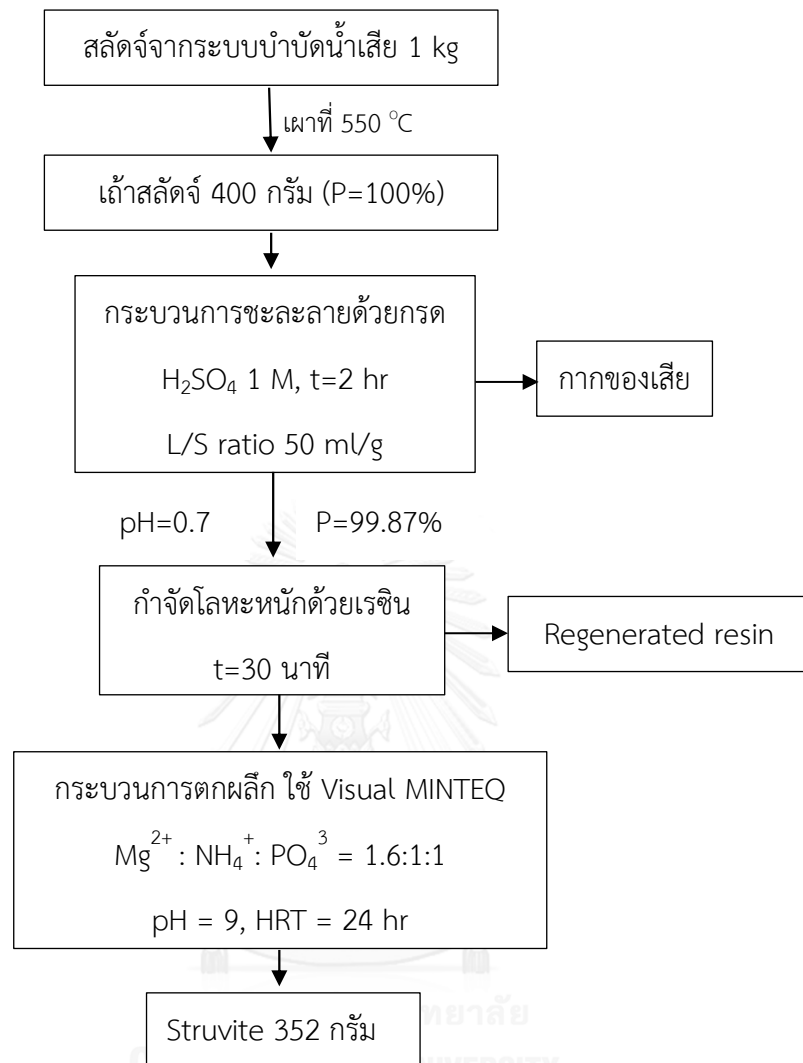 สลัดจ์จากระบบบำบัดน้ำเสีย 1 kg
เผาที่ 550 °C
เถ้าสลัดจ์ 400 กรัม (P=100%)
กระบวนการชะละลายด้วยกรด
H₂SO₄ 1 M, t=2 hr
L/S ratio 50 ml/g
กากของเสีย
pH=0.7 P=99.87%
กำจัดโลหะหนักด้วยเรซิน
t=30 นาที
Regenerated resin
กระบวนการตกผลึก ใช้ Visual MINTEQ
Mg²⁺ : NH₄⁺ : PO₄³ = 1.6:1:1
pH = 9, HRT = 24 hr
Struvite 352 กรัม
ทยาลัย